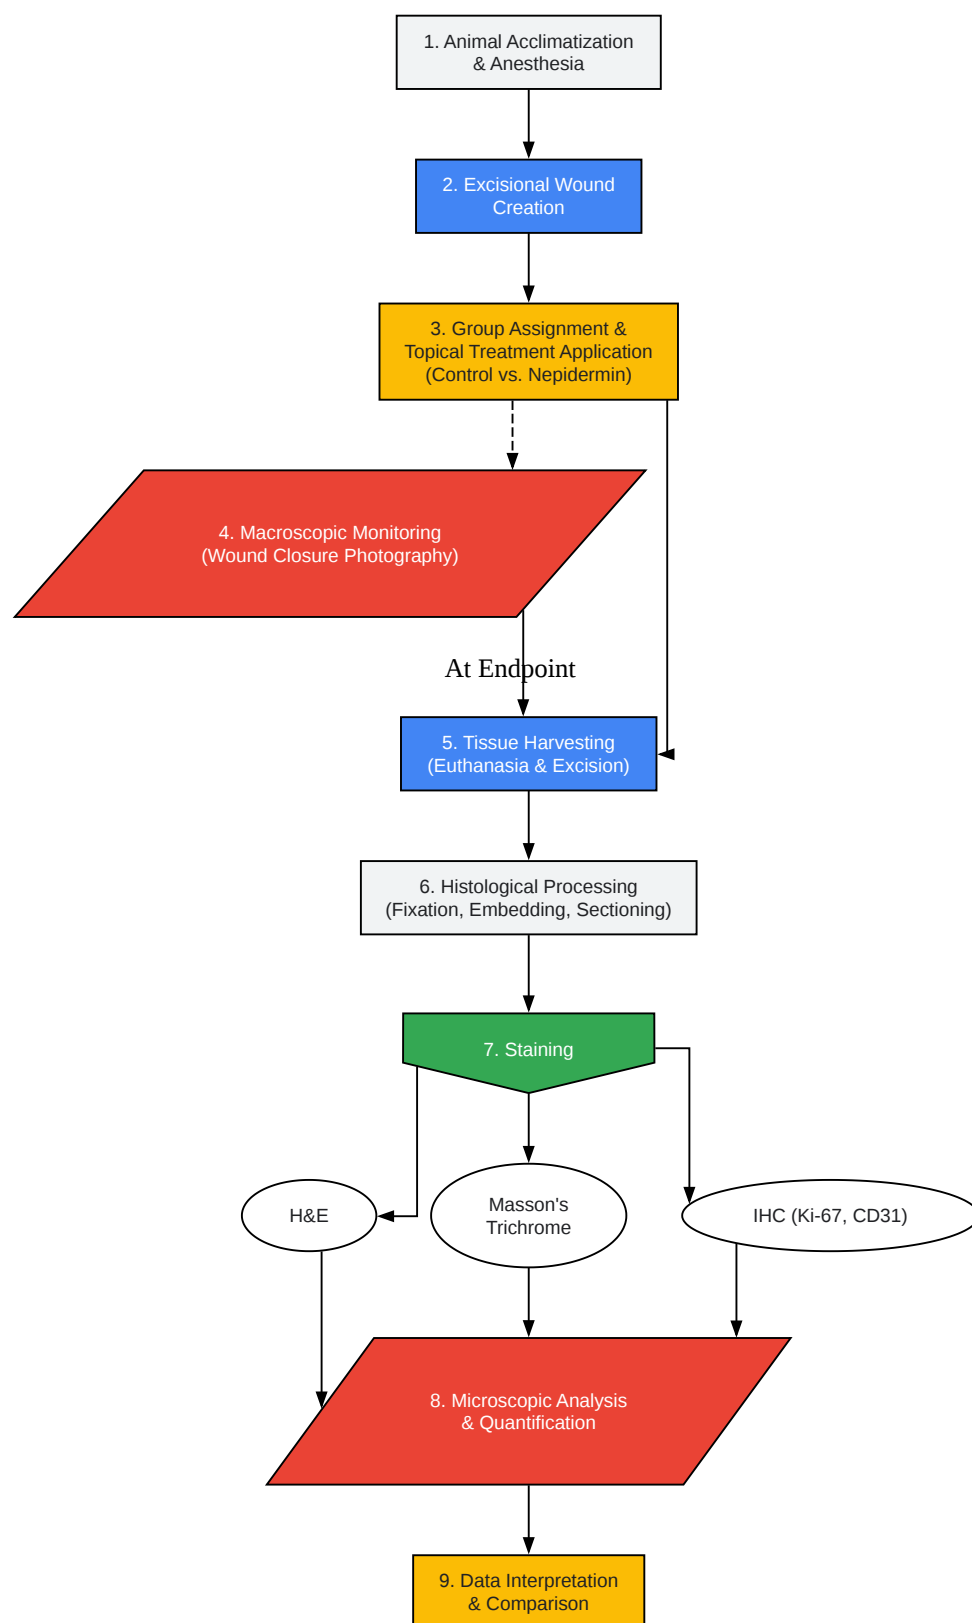 1. Animal Acclimatization
& Anesthesia
2. Excisional Wound
Creation
3. Group Assignment &
Topical Treatment Application
(Control vs. Nepidermin)
4. Macroscopic Monitoring
(Wound Closure Photography)
At Endpoint
5. Tissue Harvesting
(Euthanasia & Excision)
6. Histological Processing
(Fixation, Embedding, Sectioning)
7. Staining
H&E
Masson's
Trichrome
IHC (Ki-67, CD31)
8. Microscopic Analysis
& Quantification
9. Data Interpretation
& Comparison